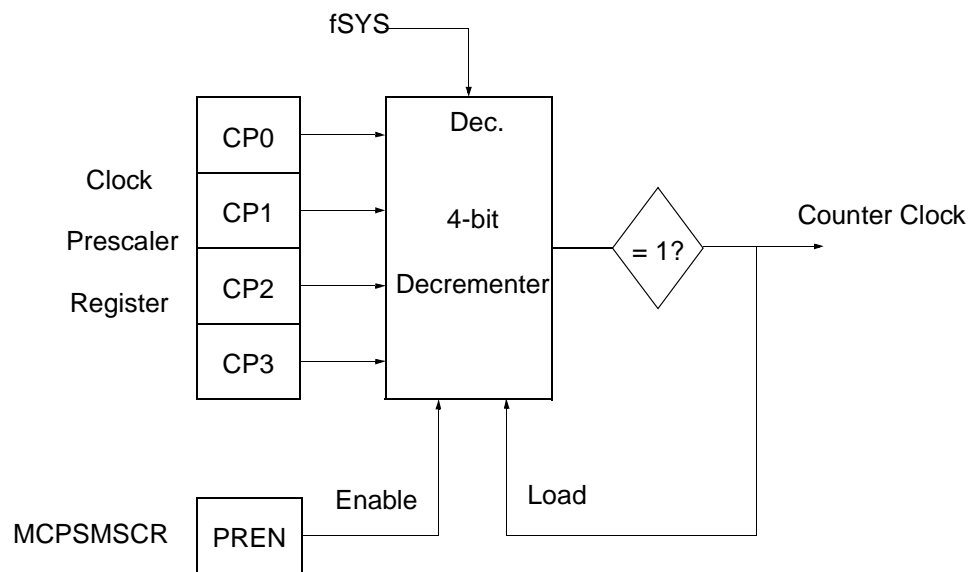 fSYS
Dec.
CP0
Clock
CP1
4-bit
Counter Clock
Prescaler
= 1?
CP2
Decrementer
Register
CP3
Enable
Load
MCPSMSCR
PREN